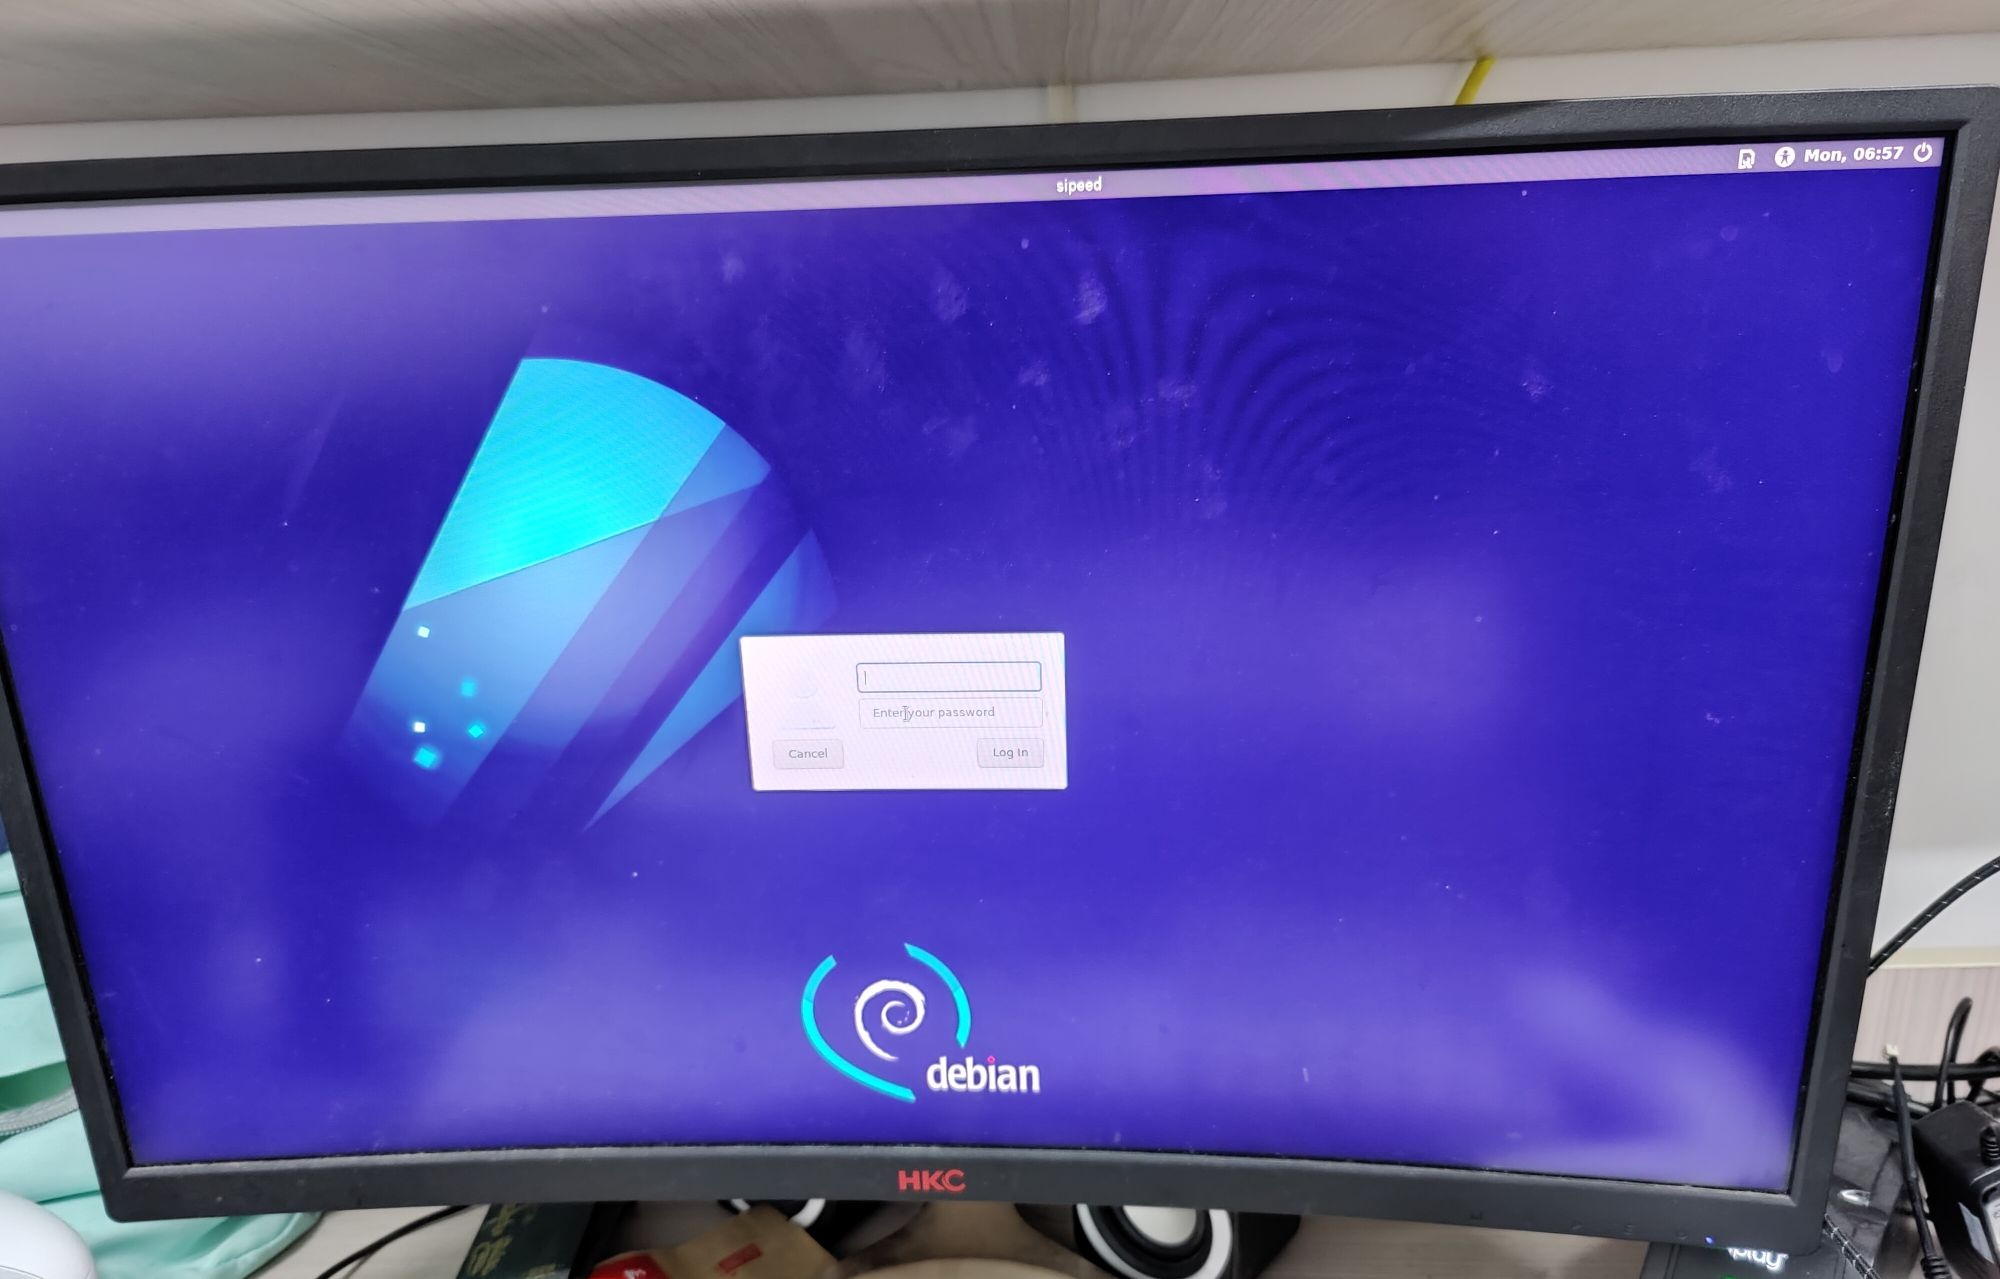 sipeed
Mon, 06:57
Enter your password
Cancel
Log In
debian
HKC